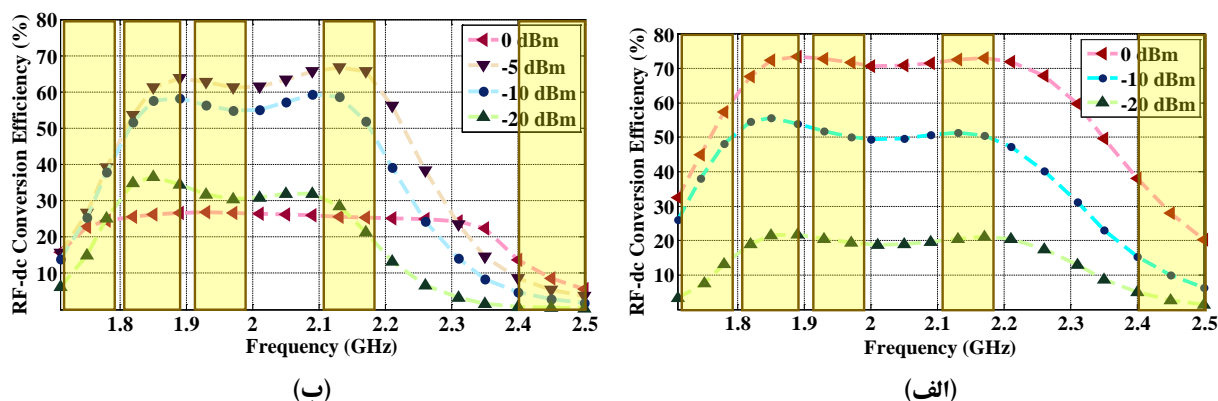 RF-dc Conversion Efficiency (%)
80
70
60
50
40
30
20
10
1.8
1.9
2
2.1
2.2
2.3
2.4
2.5
Frequency (GHz)
0 dBm
-5 dBm
-10 dBm
-20 dBm
(ب)
RF-dc Conversion Efficiency (%)
80
70
60
50
40
30
20
10
1.8
1.9
2
2.1
2.2
2.3
2.4
2.5
Frequency (GHz)
0 dBm
-10 dBm
-20 dBm
(الف)